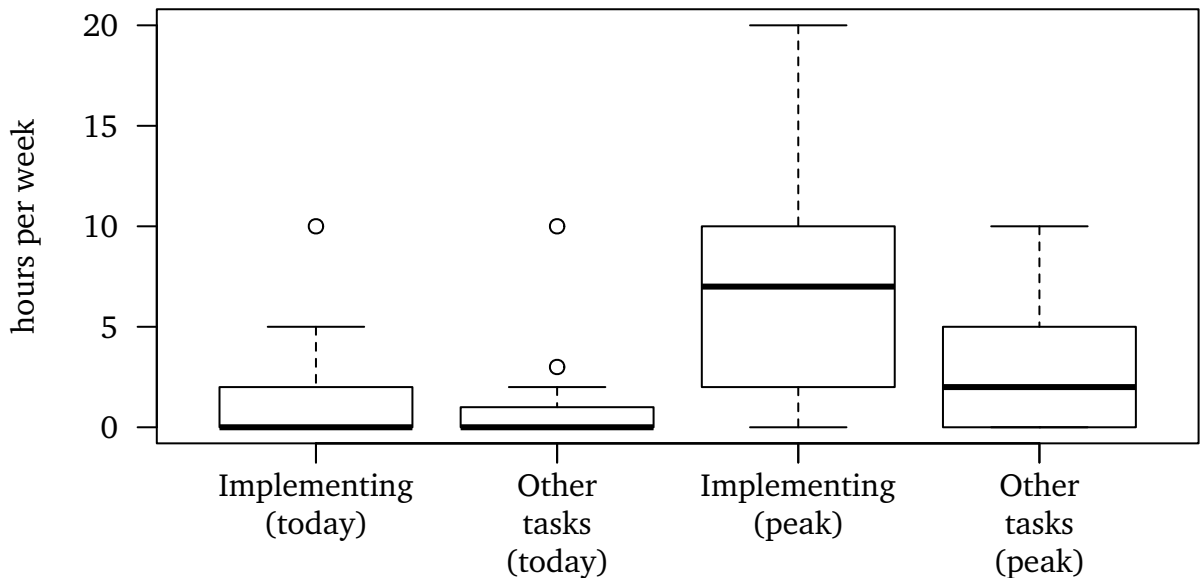 hours per week
20
15
10
5
0
Implementing
(today)
Other
tasks
(today)
Implementing
(peak)
Other
tasks
(peak)